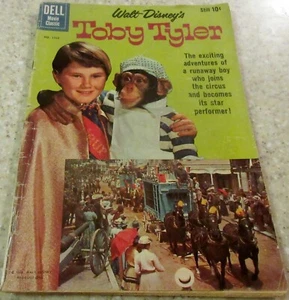 DELL
Movie
Classic
Walt Disney's
Toby Tyler
10¢
The exciting
adventures of
a runaway boy
who joins
the circus
and becomes
its star
performer!